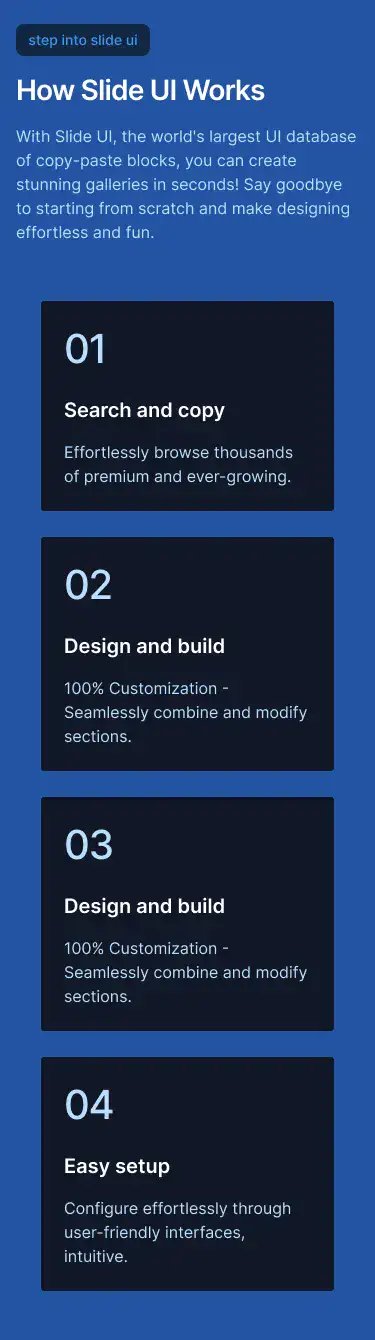 step into slide ui
How Slide UI Works
With Slide UI, the world's largest UI database
of copy-paste blocks, you can create
stunning galleries in seconds! Say goodbye
to starting from scratch and make designing
effortless and fun.
01
Search and copy
Effortlessly browse thousands
of premium and ever-growing.
02
Design and build
100% Customization -
Seamlessly combine and modify
sections.
03
Design and build
100% Customization -
Seamlessly combine and modify
sections.
04
Easy setup
Configure effortlessly through
user-friendly interfaces,
intuitive.